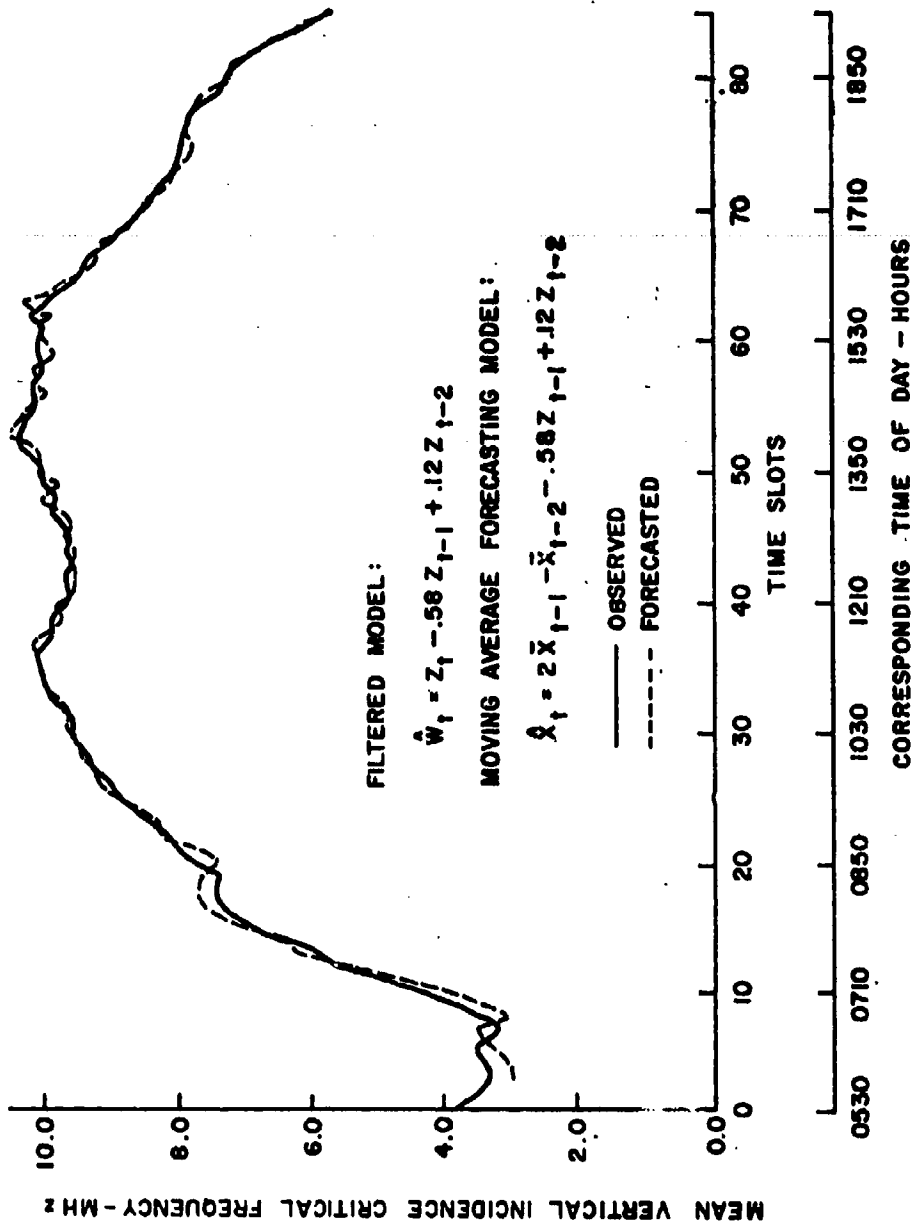 MEAN VERTICAL INCIDENCE CRITICAL FREQUENCY - MHz
10.0
8.0
6.0
4.0
2.0
0.0
FILTERED MODEL:
Ŵt = Zt - .58 Zt-1 + .12 Zt-2
MOVING AVERAGE FORECASTING MODEL:
X̂t = 2X̄t-1 - X̄t-2 - .58Zt-1 + .12Zt-2
OBSERVED
FORECASTED
0 10 20 30 40 50 60 70 80
TIME SLOTS
0530 0710 0850 1030 1210 1350 1530 1710 1850
CORRESPONDING TIME OF DAY - HOURS